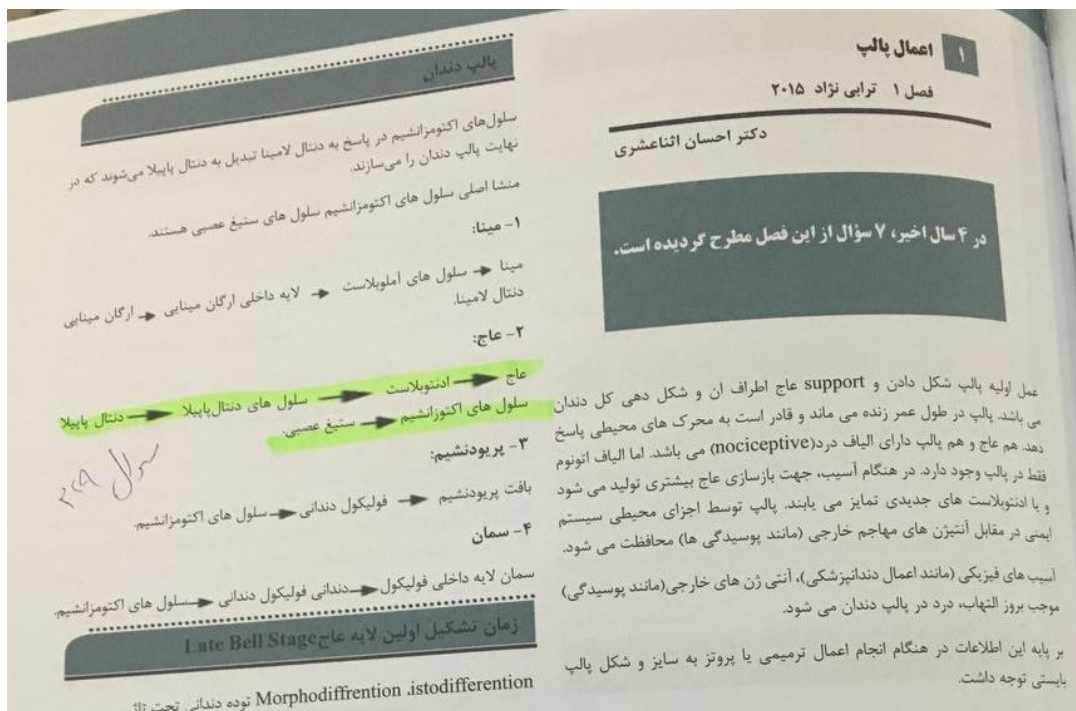 ۱ اعمال پالپ
فصل ۱ ترابی نژاد ۲۰۱۵
دکتر احسان اثناعشری
در ۴ سال اخیر، ۷ سؤال از این فصل مطرح گردیده است.
عمل اولیه پالپ شکل دادن و support عاج اطراف ان و شکل دهی کل دندان
می باشد. پالپ در طول عمر زنده می ماند و قادر است به محرک های محیطی پاسخ
دهد. هم عاج و هم پالپ دارای الیاف درد(nociceptive) می باشد. اما الیاف اتونوم
فقط در پالپ وجود دارد. در هنگام آسیب، جهت بازسازی عاج بیشتری تولید می شود
و یا ادنتوبلاست های جدیدی تمایز می یابند. پالپ توسط اجزای محیطی سیستم
ایمنی در مقابل آنتیژن های مهاجم خارجی (مانند پوسیدگی ها) محافظت می شود.
آسیب های فیزیکی (مانند اعمال دندانپزشکی)، آنتی ژن های خارجی(مانند پوسیدگی)
موجب بروز التهاب، درد در پالپ دندان می شود.
بر پایه این اطلاعات در هنگام انجام اعمال ترمیمی یا پروتز به سایز و شکل پالپ
بایستی توجه داشت.
پالپ دندان
سلول‌های اکتومزانشیم در پاسخ به دنتال لامینا تبدیل به دنتال پاپیلا می‌شوند که در
نهایت پالپ دندان را می‌سازند.
منشا اصلی سلول های اکتومزانشیم سلول های ستیغ عصبی هستند.
۱- مینا:
مینا → سلول های آملوبلاست → لایه داخلی ارگان مینایی → ارگان مینایی
دنتال لامینا.
۲- عاج:
عاج → ادنتوبلاست → سلول های دنتال‌پاپیلا → دنتال پاپیلا
سلول های اکتوزانشیم → ستیغ عصبی.
۳- پریودنشیم:
بافت پریودنشیم → فولیکول دندانی → سلول های اکتومزانشیم.
۴- سمان
سمان لایه داخلی فولیکول → دندانی فولیکول دندانی → سلول های اکتومزانشیم.
زمان تشکیل اولین لایه عاج Late Bell Stage
Morphodiffrention .istodifferention توده دندانی تحت